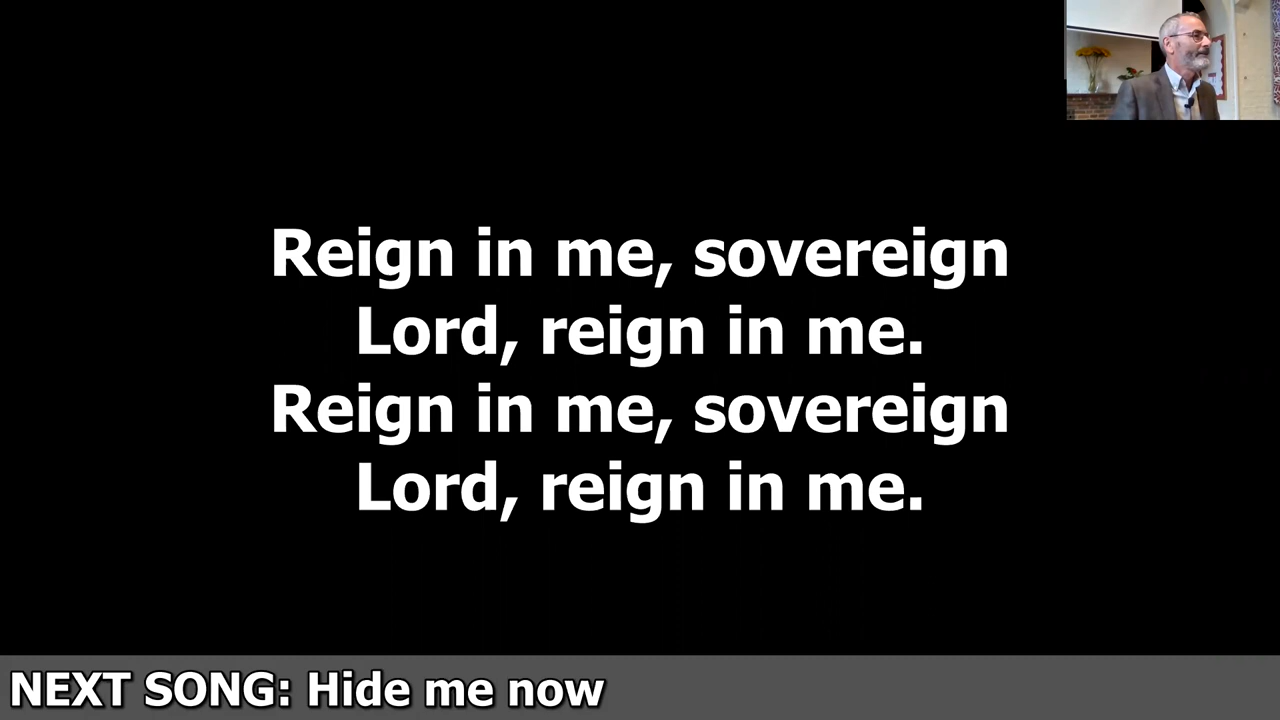 Reign in me, sovereign
Lord, reign in me.
Reign in me, sovereign
Lord, reign in me.
NEXT SONG: Hide me now